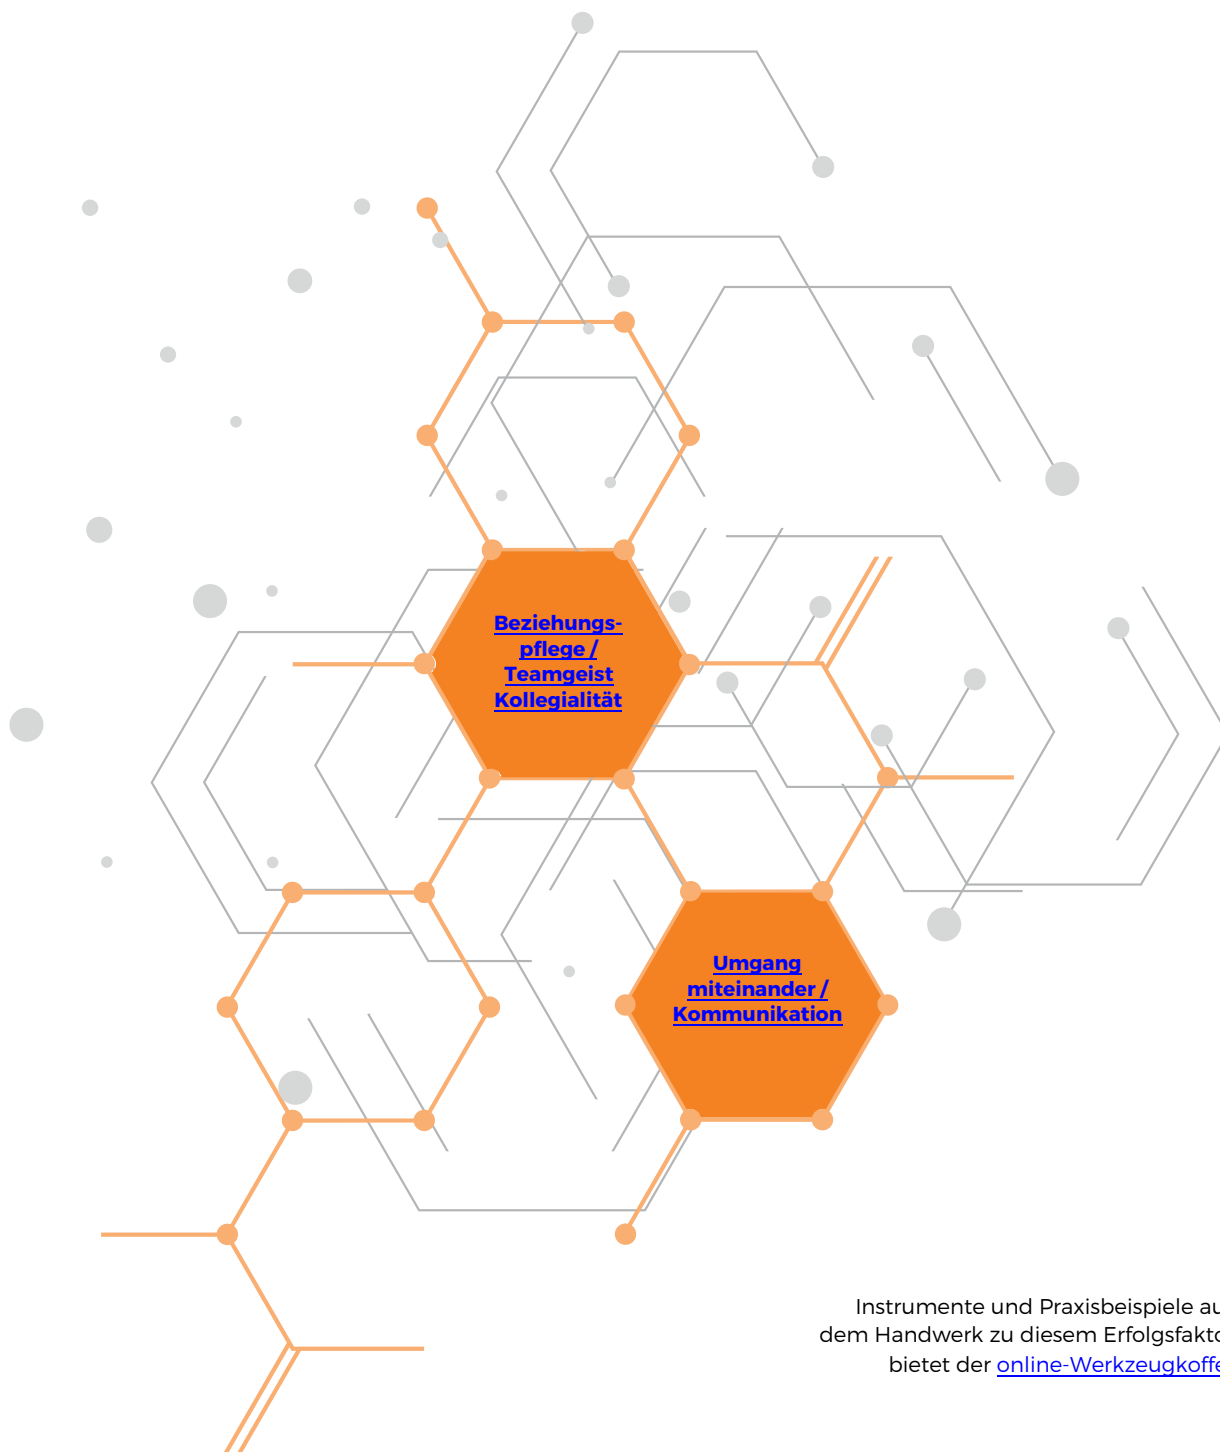 Beziehungs-
pflege /
Teamgeist
Kollegialität
Umgang
miteinander /
Kommunikation
Instrumente und Praxisbeispiele au
dem Handwerk zu diesem Erfolgsfakto
bietet der online-Werkzeugkoffe